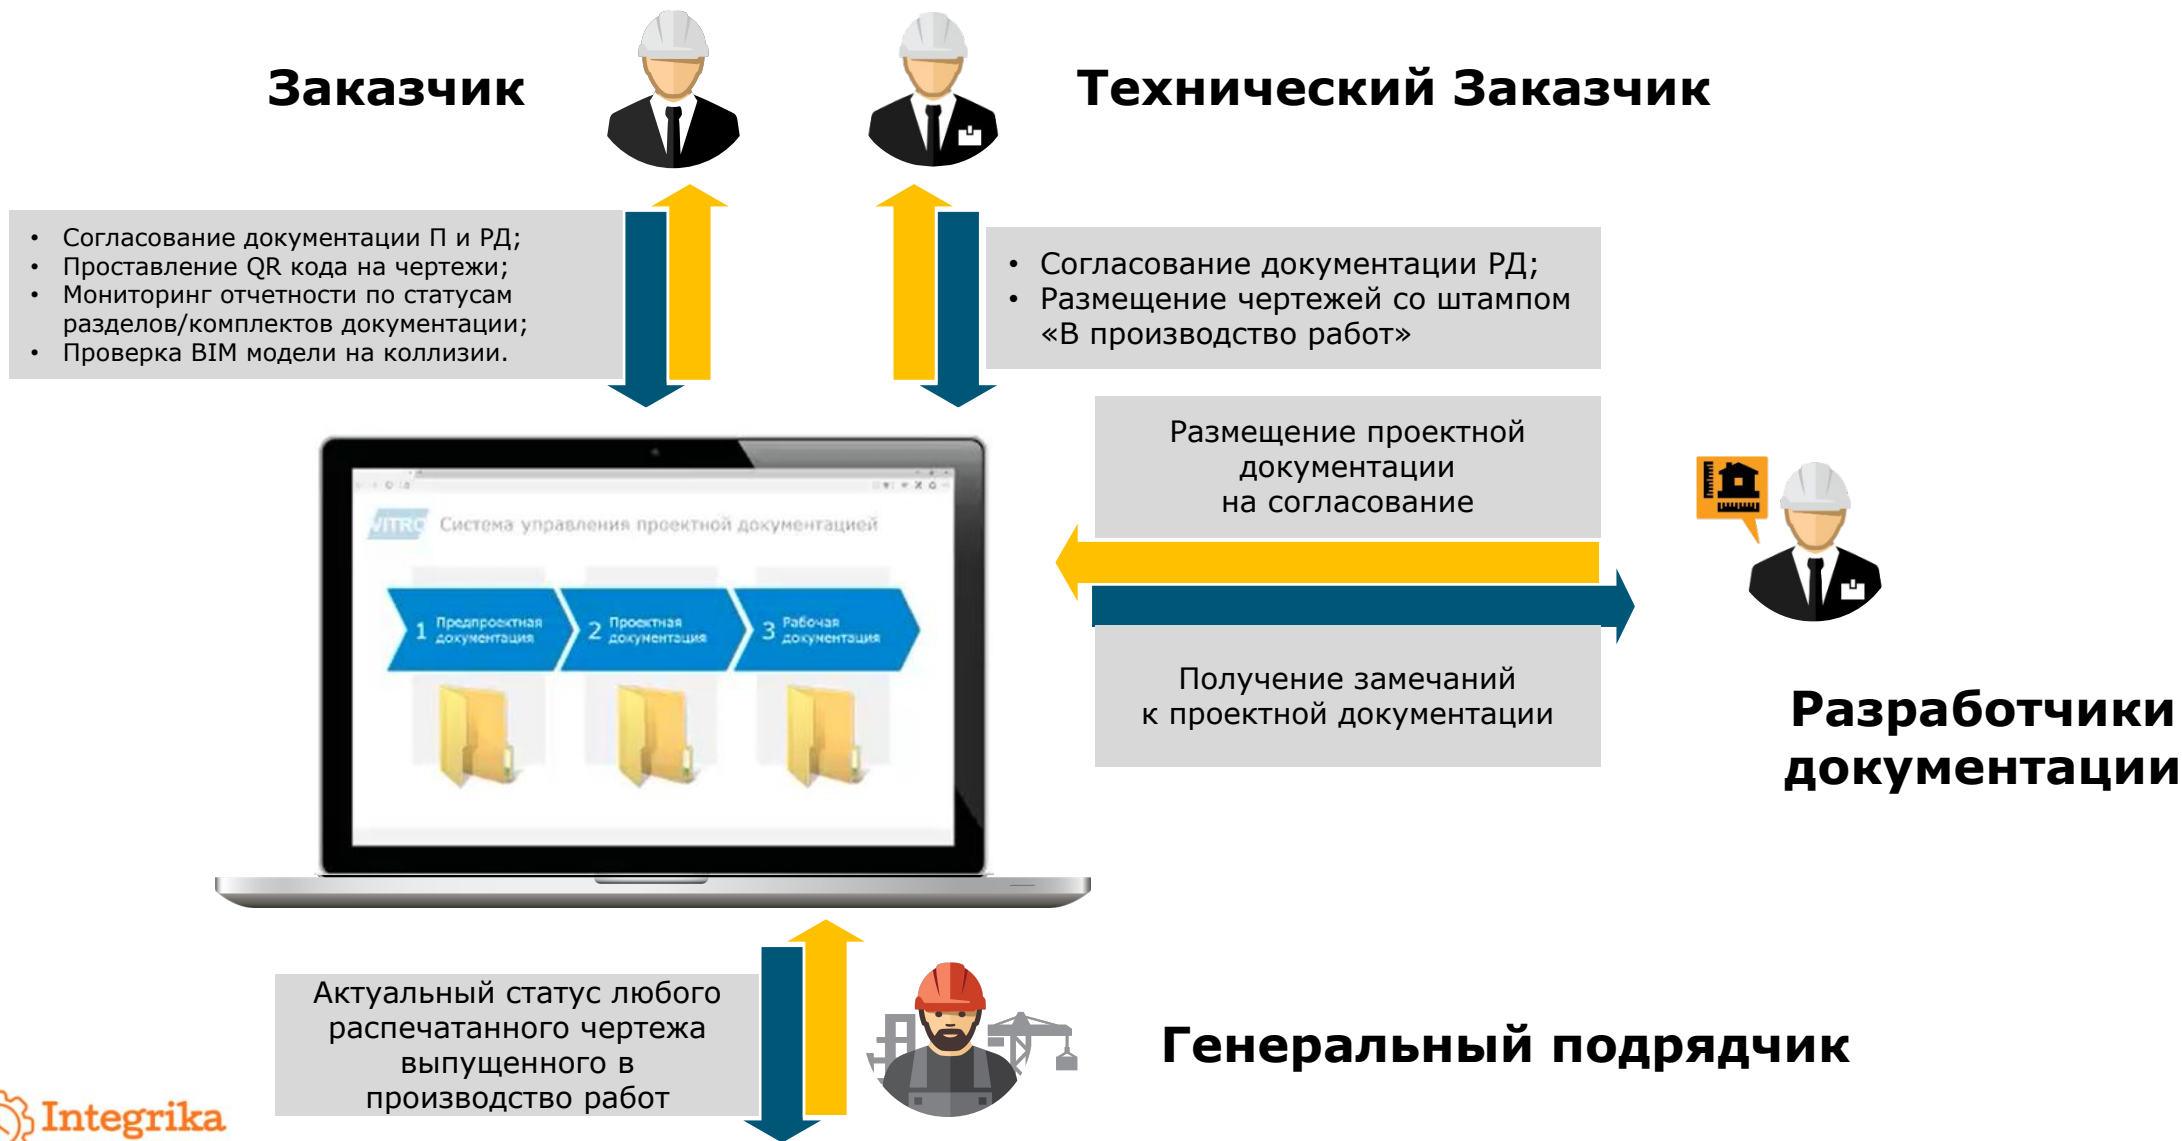 Заказчик
Технический Заказчик
• Согласование документации П и РД;
• Проставление QR кода на чертежи;
• Мониторинг отчетности по статусам
разделов/комплектов документации;
• Проверка BIM модели на коллизии.
• Согласование документации РД;
• Размещение чертежей со штампом
«В производство работ»
Размещение проектной
документации
на согласование
VITRO Система управления проектной документацией
1 Предпроектная
документация
2 Проектная
документация
3 Рабочая
документация
Получение замечаний
к проектной документации
Разработчики
документации
Актуальный статус любого
распечатанного чертежа
выпущенного в
производство работ
Генеральный подрядчик
Integrika